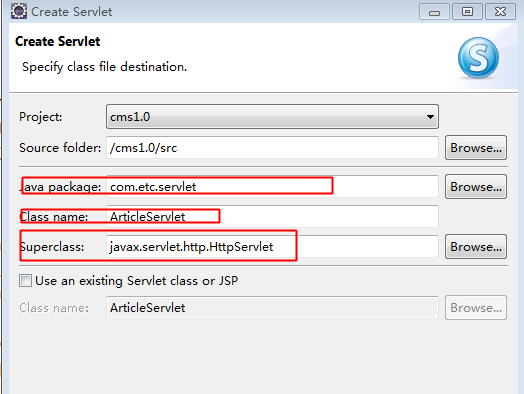 Create Servlet
Create Servlet
Specify class file destination.
S
Project: cms1.0
Source folder: /cms1.0/src Browse...
Java package: com.etc.servlet Browse...
Class name: ArticleServlet
Superclass: javax.servlet.http.HttpServlet Browse...
Use an existing Servlet class or JSP
Class name: ArticleServlet Browse...